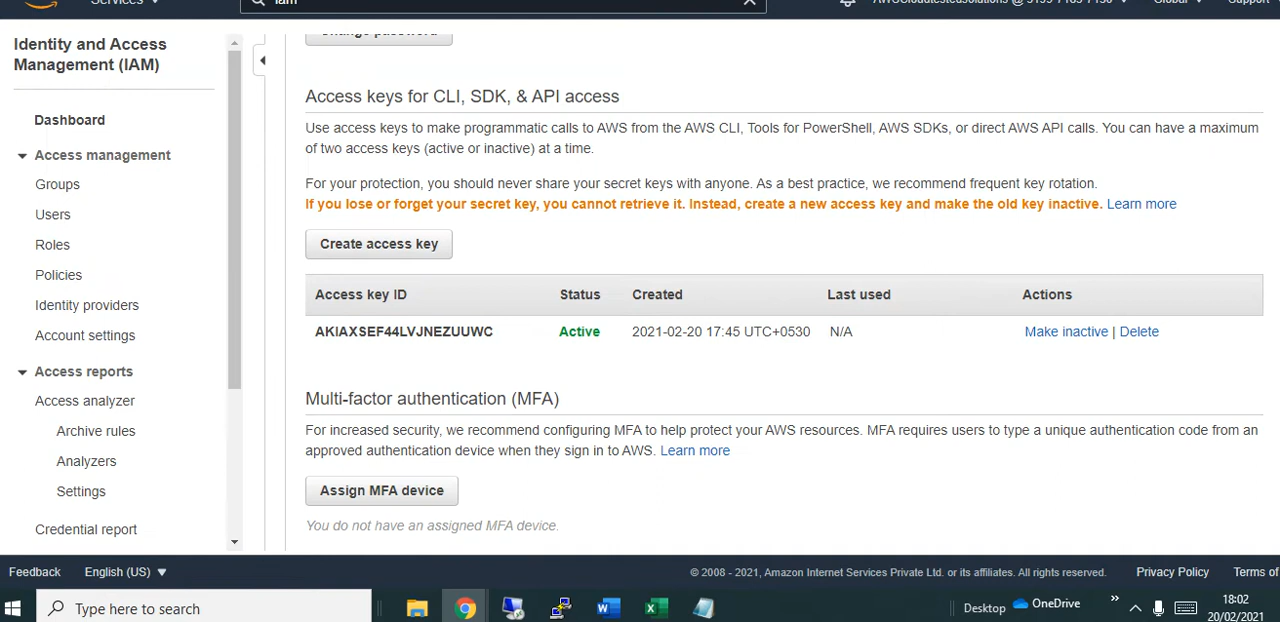 Services
iam
Global
Support
Identity and Access
Management (IAM)
Dashboard
Access management
Groups
Users
Roles
Policies
Identity providers
Account settings
Access reports
Access analyzer
Archive rules
Analyzers
Settings
Credential report
Change password
Access keys for CLI, SDK, & API access
Use access keys to make programmatic calls to AWS from the AWS CLI, Tools for PowerShell, AWS SDKs, or direct AWS API calls. You can have a maximum
of two access keys (active or inactive) at a time.
For your protection, you should never share your secret keys with anyone. As a best practice, we recommend frequent key rotation.
If you lose or forget your secret key, you cannot retrieve it. Instead, create a new access key and make the old key inactive. Learn more
Create access key
Access key ID Status Created Last used Actions
AKIAXSEF44LVJNEZUUWC Active 2021-02-20 17:45 UTC+0530 N/A Make inactive | Delete
Multi-factor authentication (MFA)
For increased security, we recommend configuring MFA to help protect your AWS resources. MFA requires users to type a unique authentication code from an
approved authentication device when they sign in to AWS. Learn more
Assign MFA device
You do not have an assigned MFA device.
Feedback English (US) © 2008 - 2021, Amazon Internet Services Private Ltd. or its affiliates. All rights reserved. Privacy Policy Terms of
Type here to search Desktop OneDrive » 18:02
20/02/2021